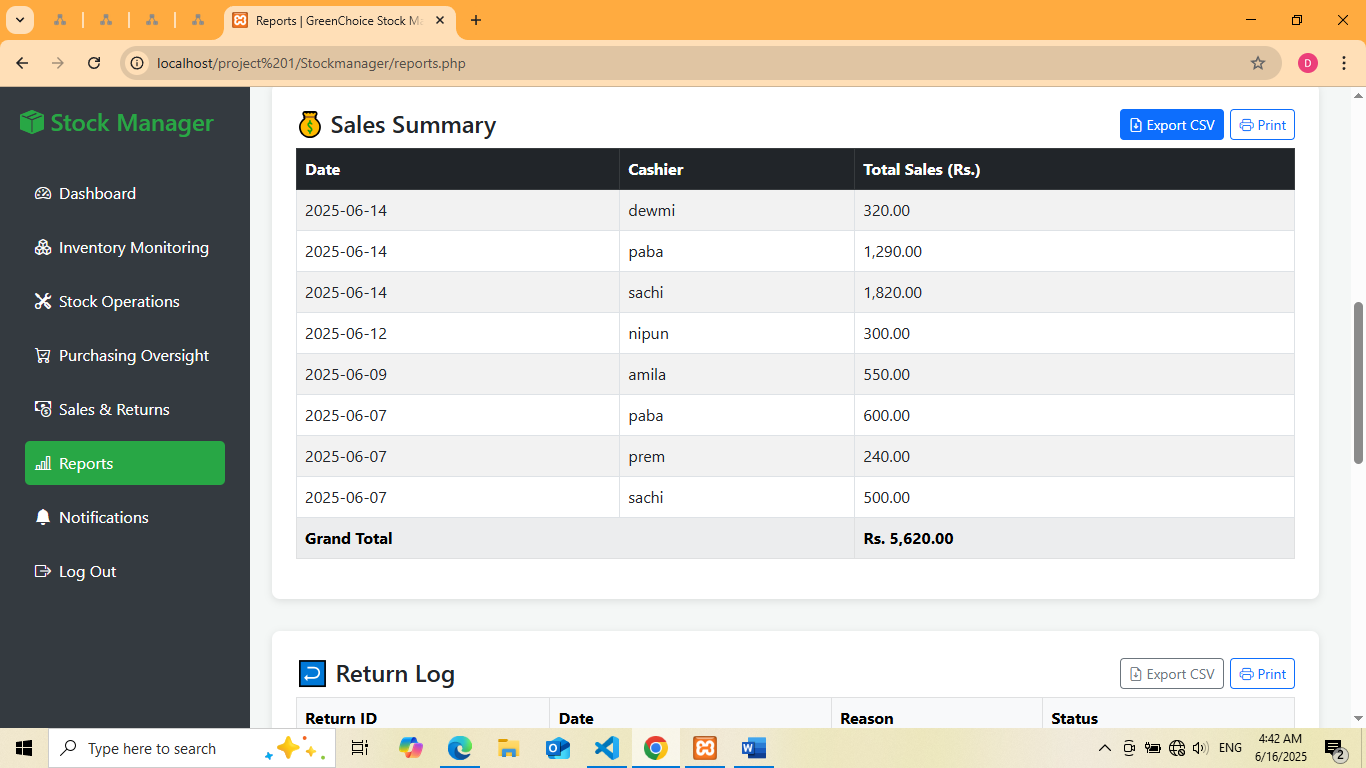 Reports | GreenChoice Stock Ma
localhost/project%201/Stockmanager/reports.php
D
Stock Manager
Dashboard
Inventory Monitoring
Stock Operations
Purchasing Oversight
Sales & Returns
Reports
Notifications
Log Out
Sales Summary
Export CSV
Print
Date Cashier Total Sales (Rs.)
2025-06-14 dewmi 320.00
2025-06-14 paba 1,290.00
2025-06-14 sachi 1,820.00
2025-06-12 nipun 300.00
2025-06-09 amila 550.00
2025-06-07 paba 600.00
2025-06-07 prem 240.00
2025-06-07 sachi 500.00
Grand Total Rs. 5,620.00
Return Log
Export CSV
Print
Return ID Date Reason Status
Type here to search
ENG
4:42 AM
6/16/2025
2